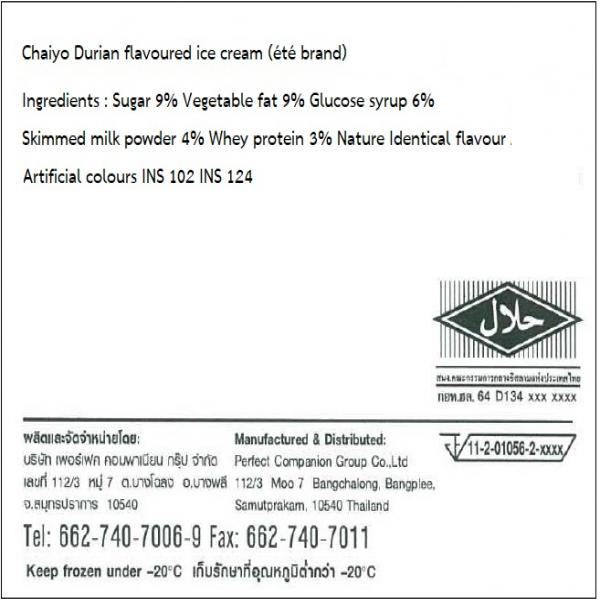 Chaiyo Durian flavoured ice cream (été brand)
Ingredients : Sugar 9% Vegetable fat 9% Glucose syrup 6%
Skimmed milk powder 4% Whey protein 3% Nature Identical flavour .
Artificial colours INS 102 INS 124
حلال
สนง.คณะกรรมการกลางอิสลามแห่งประเทศไทย
กอท.ฮล. 64 D134 xxx xxxx
ผลิตและจัดจำหน่ายโดย:
บริษัท เพอร์เฟค คอมพาเนียน กรุ๊ป จำกัด
เลขที่ 112/3 หมู่ 7 ต.บางโฉลง อ.บางพลี
จ.สมุทรปราการ 10540
Manufactured & Distributed:
Perfect Companion Group Co.,Ltd
112/3 Moo 7 Bangchalong, Bangplee,
Samutprakarn, 10540 Thailand
11-2-01056-2-xxxx
Tel: 662-740-7006-9 Fax: 662-740-7011
Keep frozen under -20°C เก็บรักษาที่อุณหภูมิต่ำกว่า -20°C